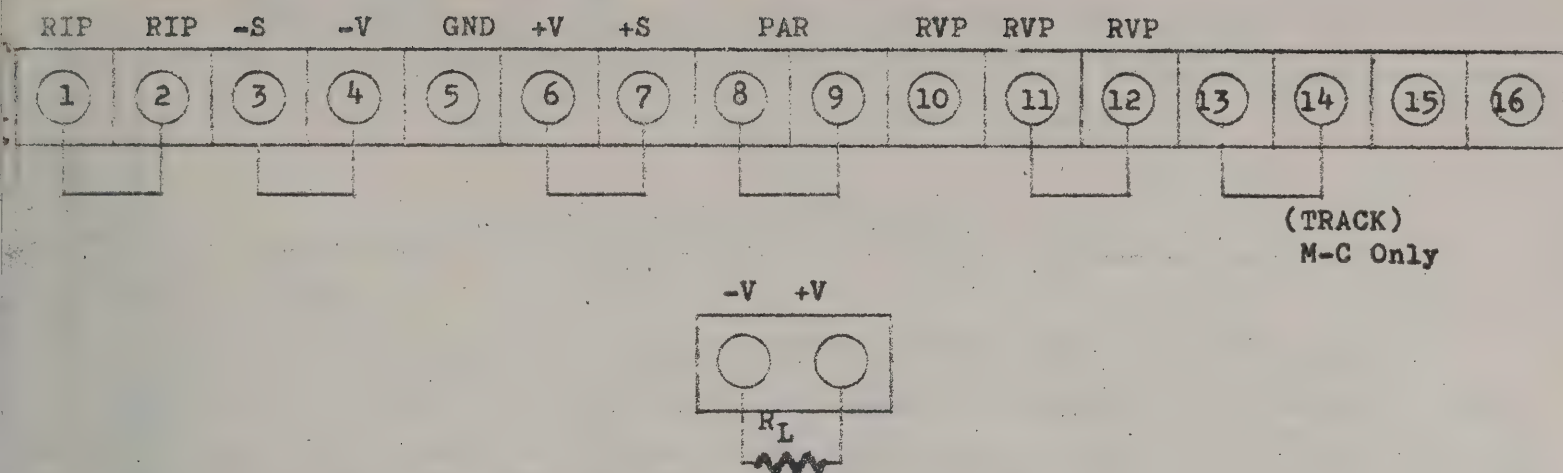 RIP RIP -S -V GND +V +S PAR RVP RVP RVP
1 2 3 4 5 6 7 8 9 10 11 12 13 14 15 16
(TRACK)
M-C Only
-V +V
RL